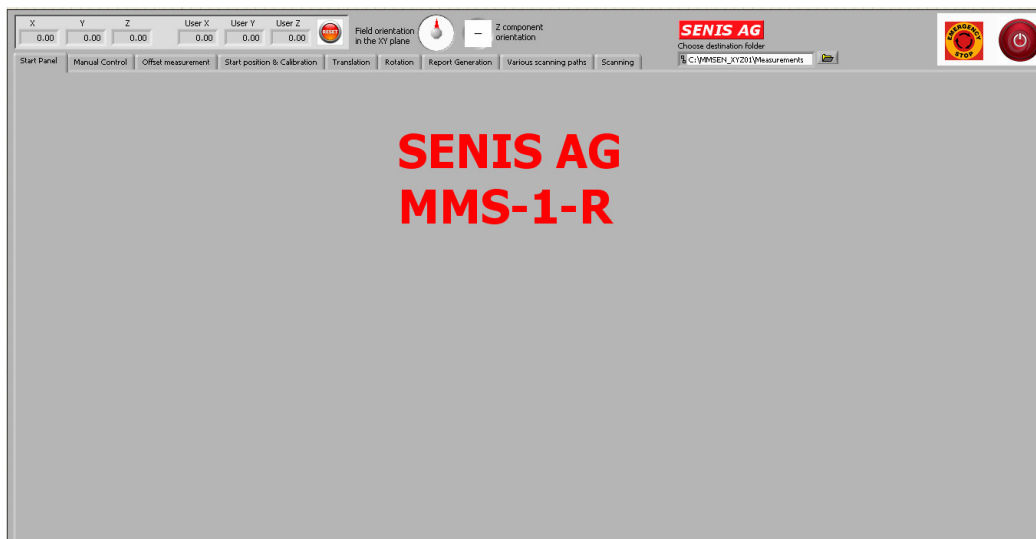 X Y Z User X User Y User Z
0.00 0.00 0.00 0.00 0.00 0.00
RESET
Field orientation
in the XY plane
–
Z component
orientation
SENIS AG
Choose destination folder
C:\MMSEN_XYZ01\Measurements
EMERGENCY
STOP
Start Panel Manual Control Offset measurement Start position & Calibration Translation Rotation Report Generation Various scanning paths Scanning
SENIS AG
MMS-1-R